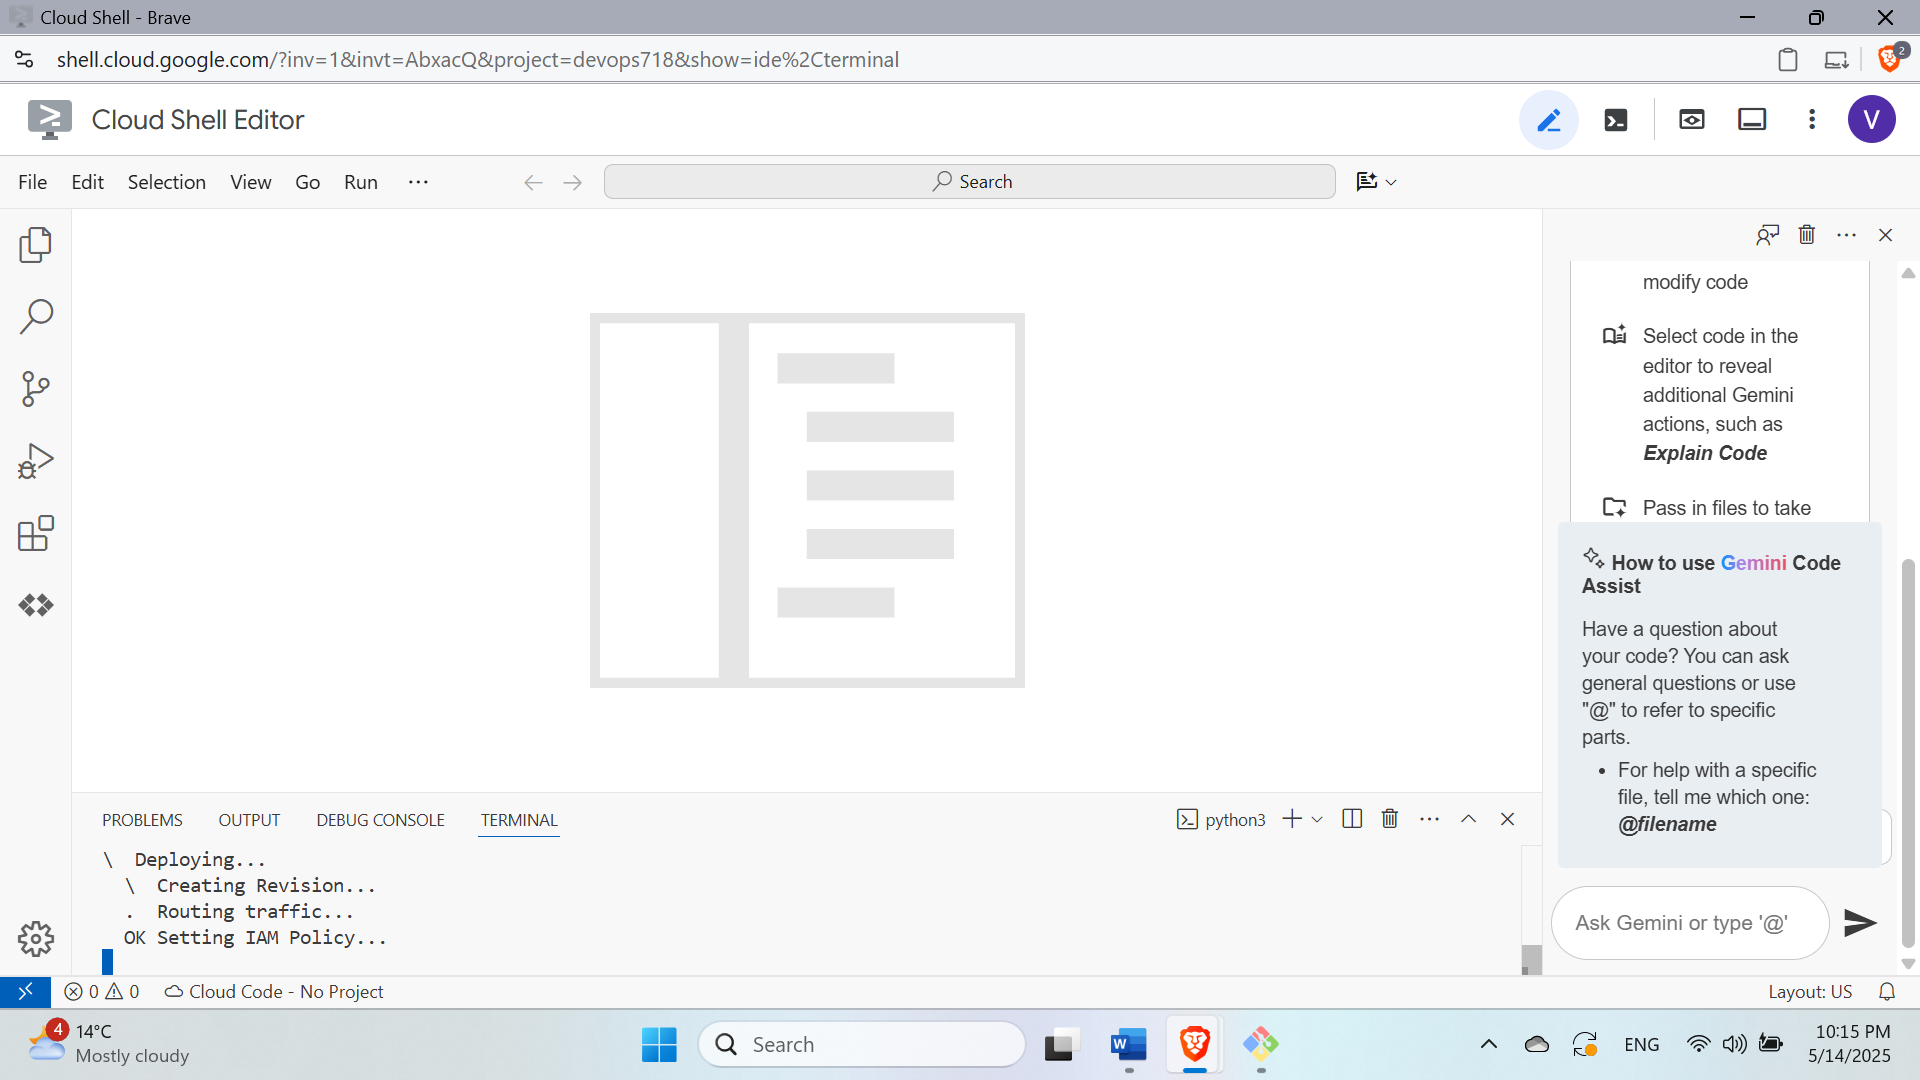 Cloud Shell - Brave
shell.cloud.google.com/?inv=1&invt=AbxacQ&project=devops718&show=ide%2Cterminal
2
Cloud Shell Editor
V
File Edit Selection View Go Run ···
Search
modify code
Select code in the
editor to reveal
additional Gemini
actions, such as
Explain Code
Pass in files to take
How to use Gemini Code
Assist
Have a question about
your code? You can ask
general questions or use
"@" to refer to specific
parts.
• For help with a specific
file, tell me which one:
@filename
Ask Gemini or type '@'
PROBLEMS OUTPUT DEBUG CONSOLE TERMINAL
python3
\ Deploying...
\ Creating Revision...
. Routing traffic...
OK Setting IAM Policy...
0 0 Cloud Code - No Project
Layout: US
4
14°C
Mostly cloudy
Search
W
ENG
10:15 PM
5/14/2025